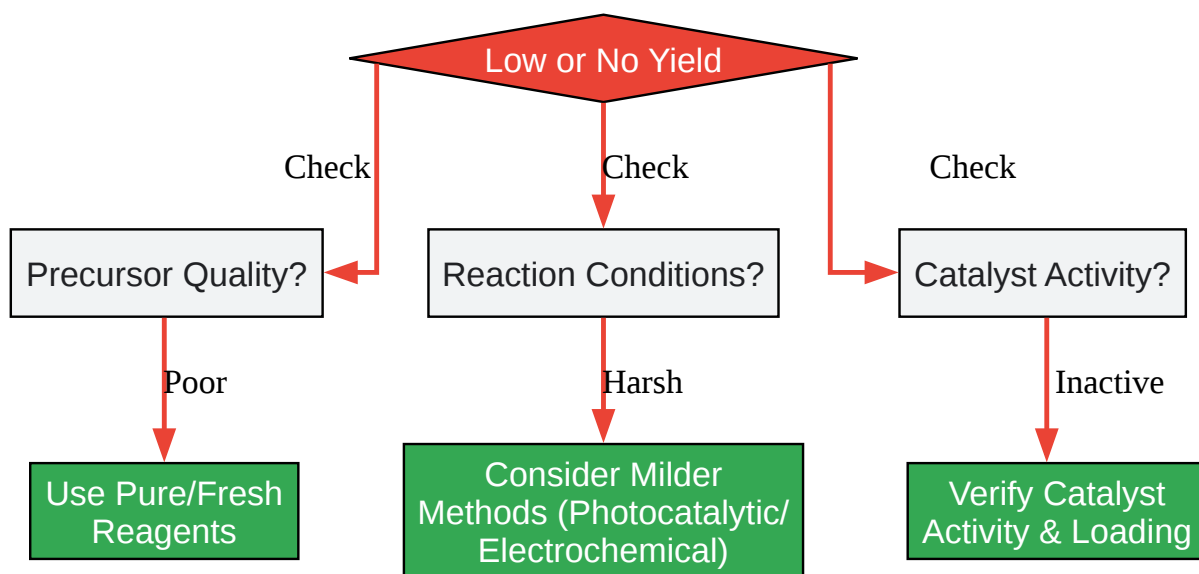 Low or No Yield
Check
Check
Check
Precursor Quality?
Reaction Conditions?
Catalyst Activity?
Poor
Harsh
Inactive
Use Pure/Fresh
Reagents
Consider Milder
Methods (Photocatalytic/
Electrochemical)
Verify Catalyst
Activity & Loading